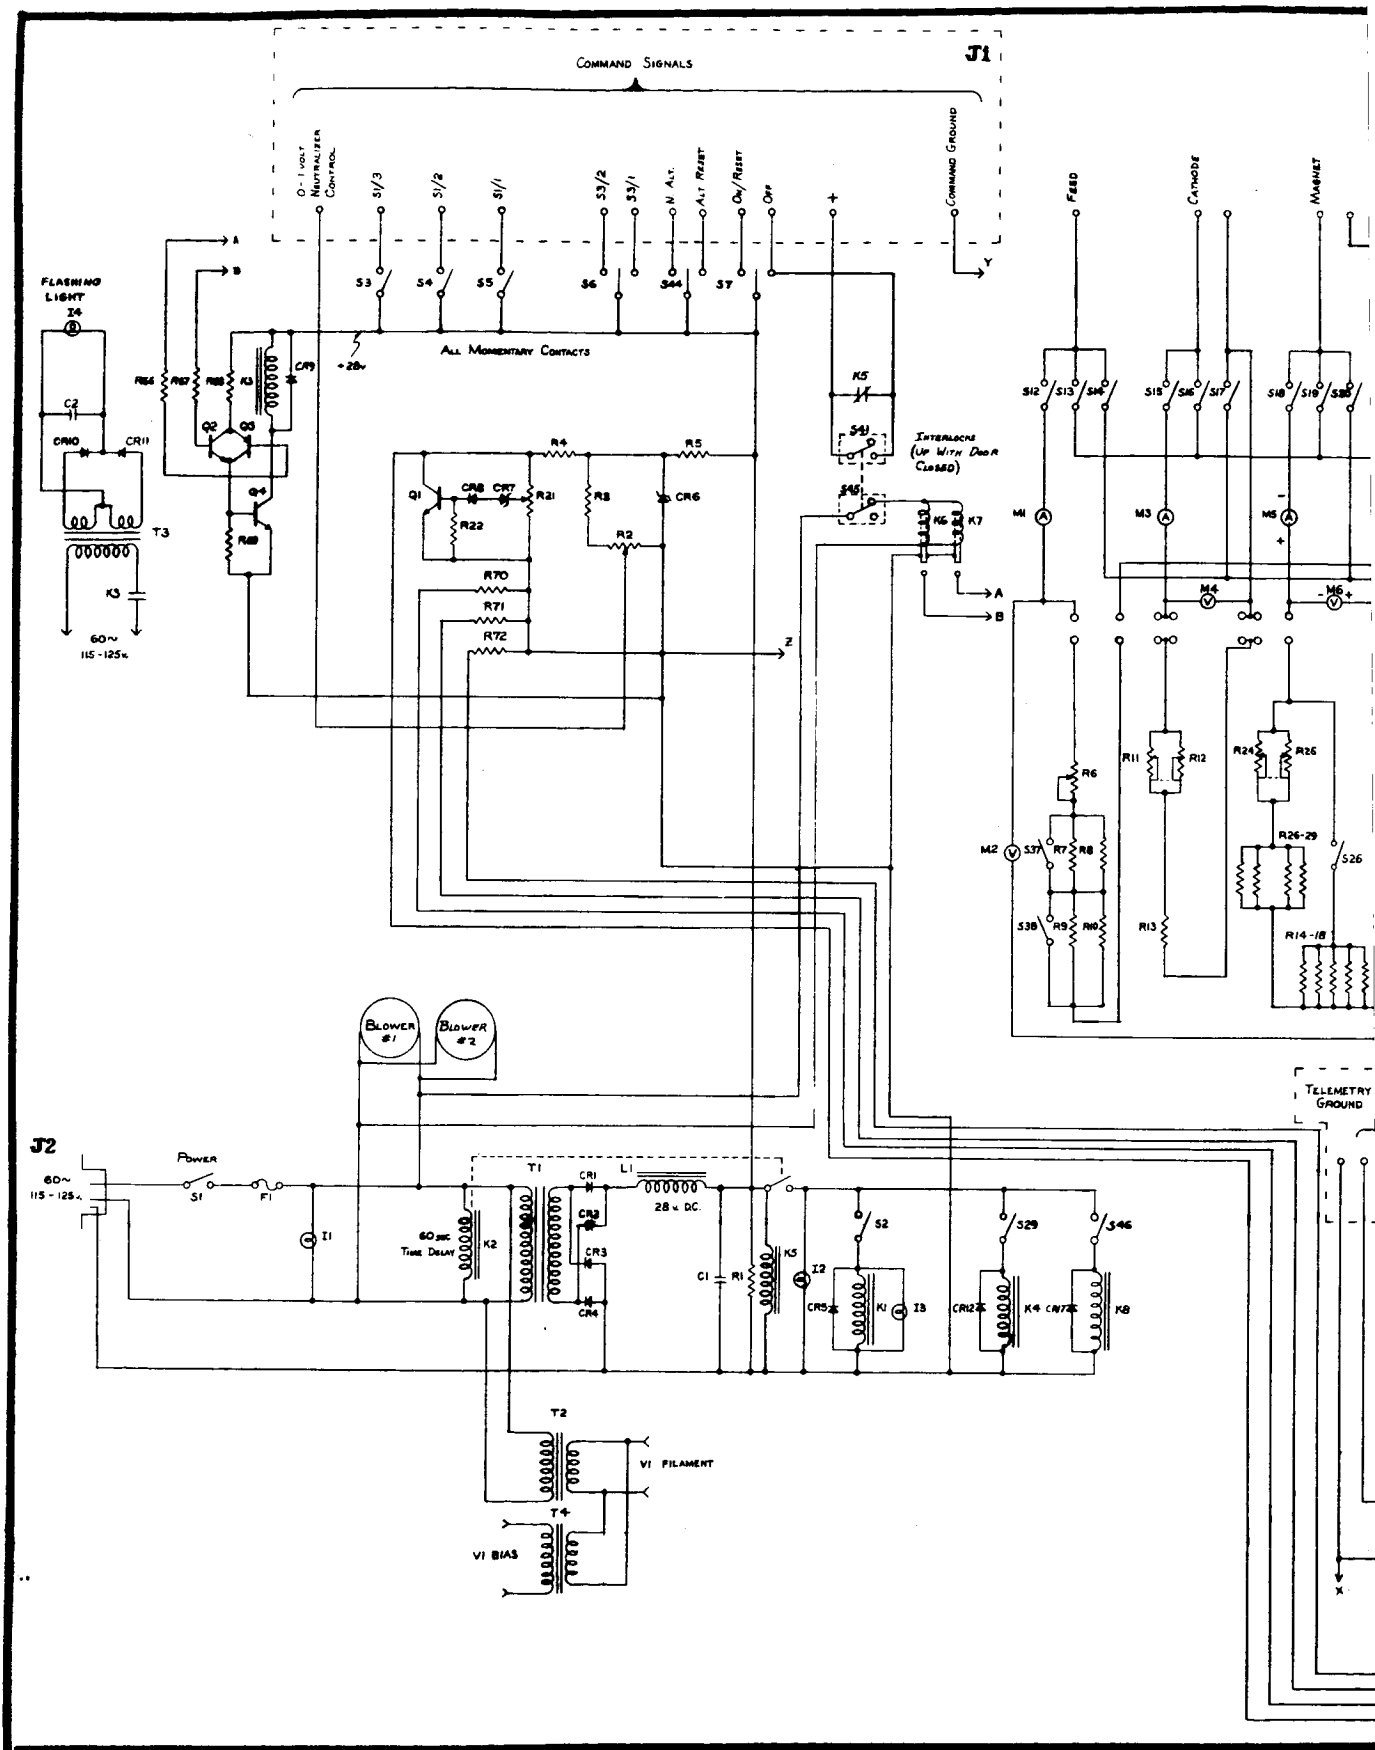 J1
COMMAND SIGNALS
0-1 VOLT
NEUTRALIZER
CONTROL
S1/3
S1/2
S1/1
S3/2
S3/1
N. ALT.
ALT RESET
ON/RESET
OFF
+
COMMAND GROUND
FEED
CATHODE
MAGNET
A
B
Y
S3
S4
S5
S6
S44
S7
FLASHING
LIGHT
I4
+28v
ALL MOMENTARY CONTACTS
R67
K3
CR9
K5
C2
Q2
Q3
CR10
CR11
S12
S13
S14
S15
S16
S17
S18
S19
S41
INTERLOCKS
(UP WITH DOOR
CLOSED)
R4
R5
Q1
CR8
CR7
R21
R3
CR6
Q4
S45
R22
R2
K6
K7
M1
A
M3
A
M5
A
-
+
T3
K3
R70
R71
R72
A
B
M4
V
- M6 +
V
60~
115-125v.
Z
R6
R11
R12
R24
R25
M2
V
S37
R7
R8
R26-29
S26
S38
R9
R10
R13
R14-18
BLOWER
#1
BLOWER
#2
TELEMETRY
GROUND
J2
60~
115-125v.
POWER
S1
F1
T1
CR1
L1
28 v. D.C.
CR2
I1
60 SEC
TIME DELAY
K2
CR3
CR4
C1
R1
K5
I2
S2
S29
S46
CR5
K1
I3
CR12
K4
CR17
K8
T2
V1 FILAMENT
T4
V1 BIAS
X